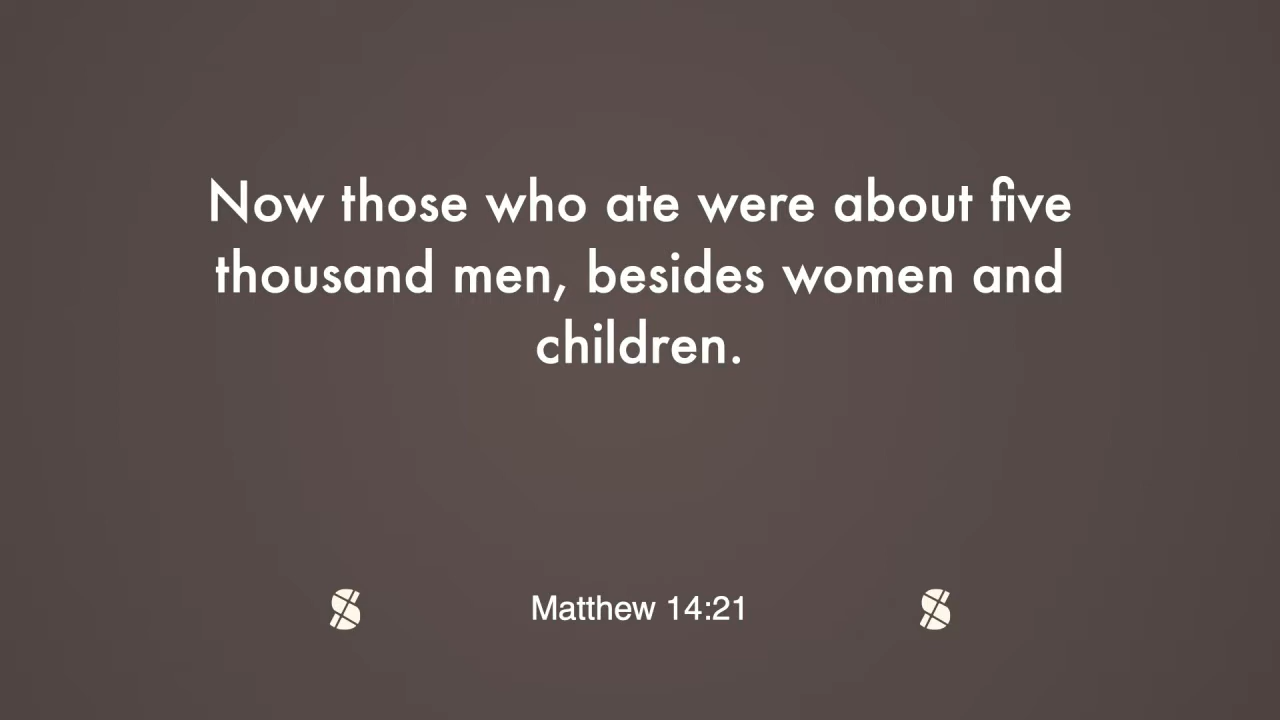 Now those who ate were about five
thousand men, besides women and
children.
Matthew 14:21